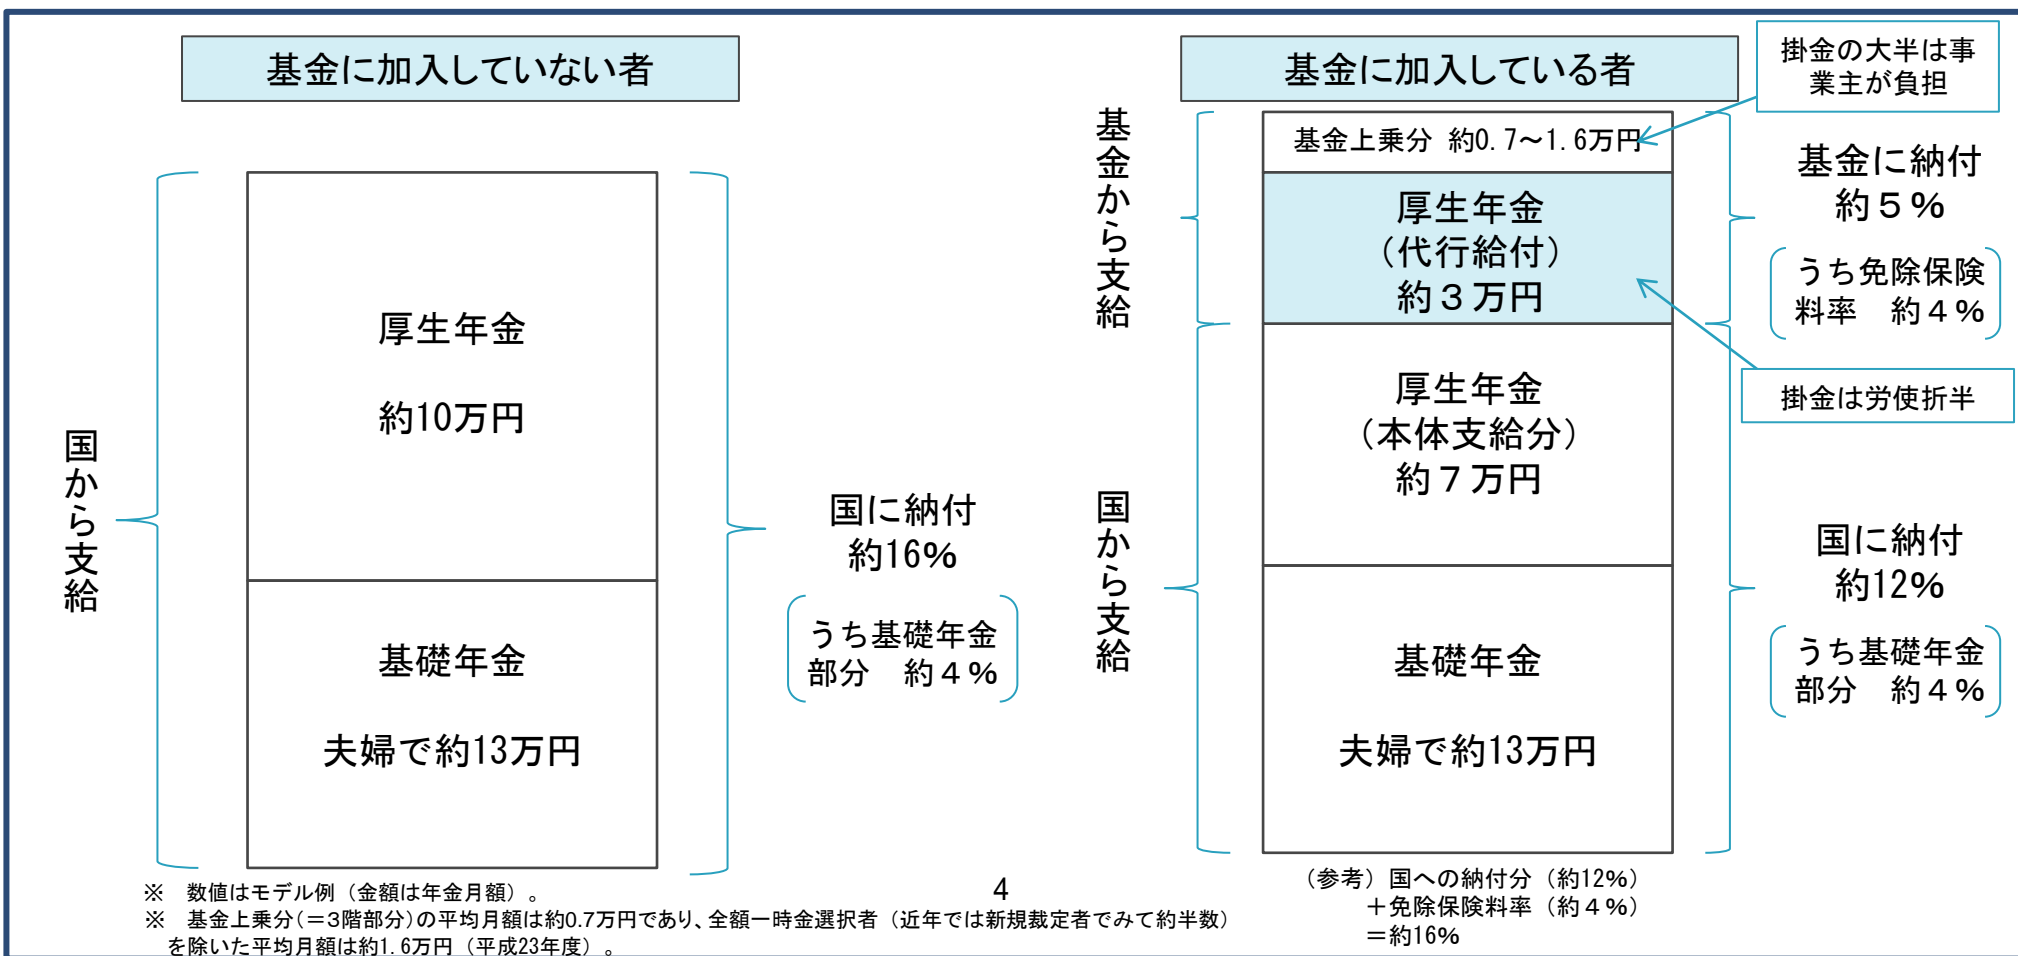 基金に加入していない者
国から支給
厚生年金
約10万円
基礎年金
夫婦で約13万円
国に納付
約16%
うち基礎年金
部分　約４%
基金に加入している者
掛金の大半は事
業主が負担
基金から支給
基金上乗分 約0.7～1.6万円
厚生年金
（代行給付）
約３万円
基金に納付
約５%
うち免除保険
料率　約４%
掛金は労使折半
国から支給
厚生年金
（本体支給分）
約７万円
基礎年金
夫婦で約13万円
国に納付
約12%
うち基礎年金
部分　約４%
（参考）国への納付分（約12%）
＋免除保険料率（約４%）
＝約16%
※　数値はモデル例（金額は年金月額）。
※　基金上乗分（＝３階部分）の平均月額は約0.7万円であり、全額一時金選択者（近年では新規裁定者でみて約半数）
を除いた平均月額は約1.6万円（平成23年度）。
4